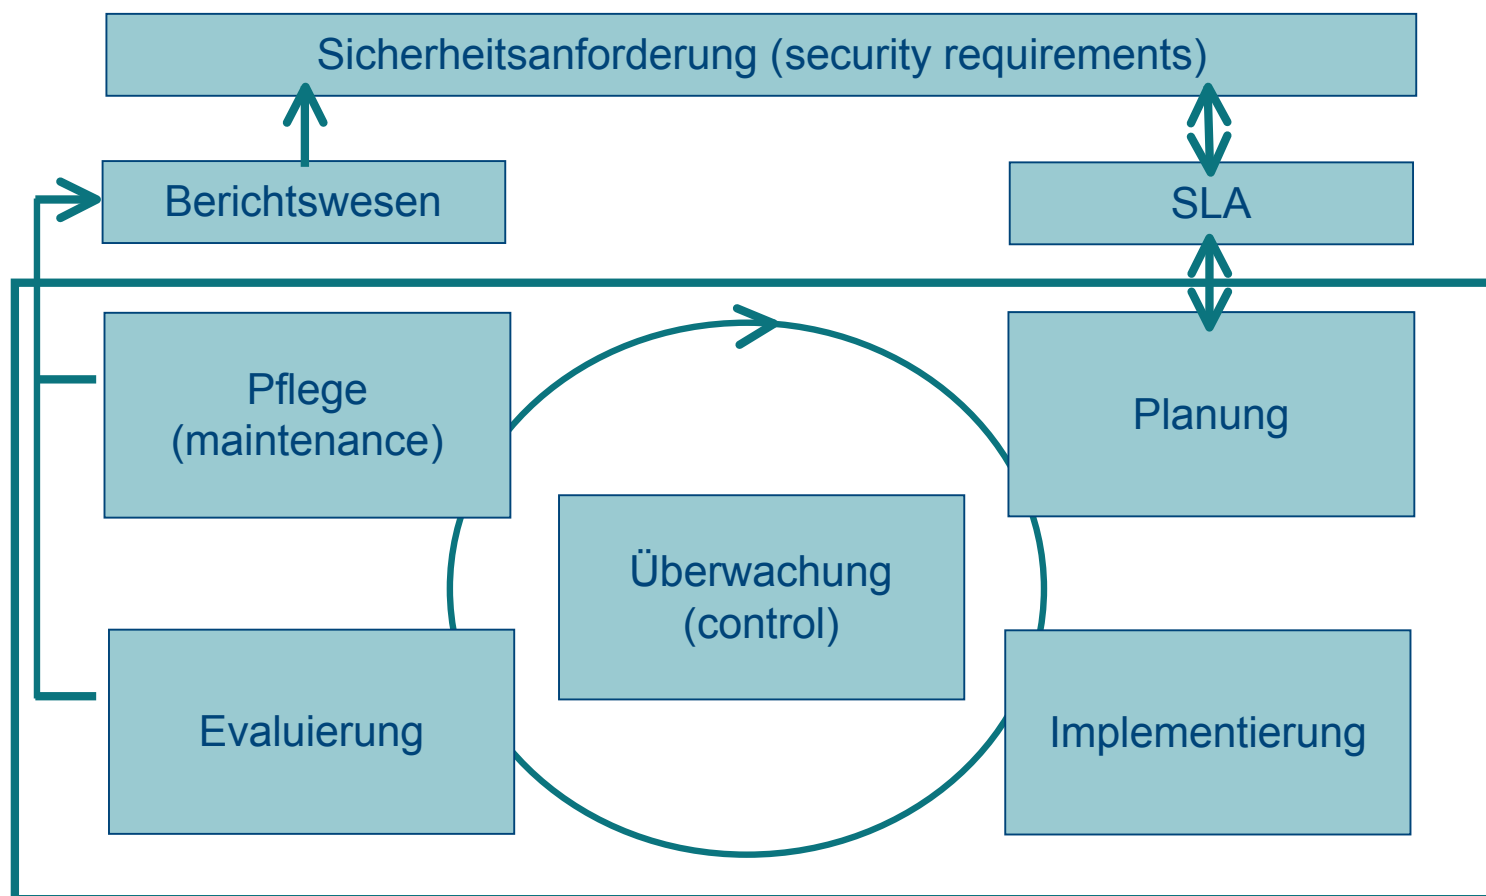 Sicherheitsanforderung (security requirements)
Berichtswesen
SLA
Pflege
(maintenance)
Planung
Überwachung
(control)
Evaluierung
Implementierung